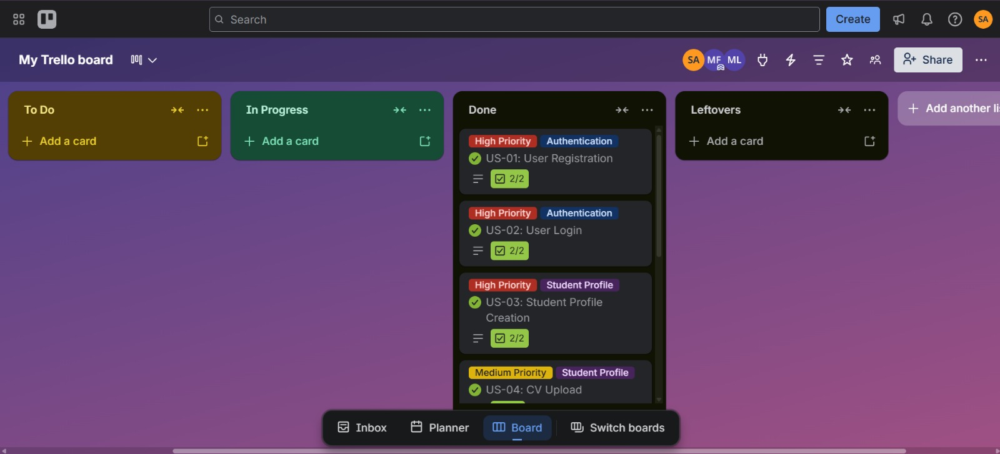 Search
Create
SA
My Trello board
SA MF ML
Share
To Do
Add a card
In Progress
Add a card
Done
High Priority Authentication
US-01: User Registration
2/2
High Priority Authentication
US-02: User Login
2/2
High Priority Student Profile
US-03: Student Profile
Creation
2/2
Medium Priority Student Profile
US-04: CV Upload
Leftovers
Add a card
Add another
Inbox
Planner
Board
Switch boards